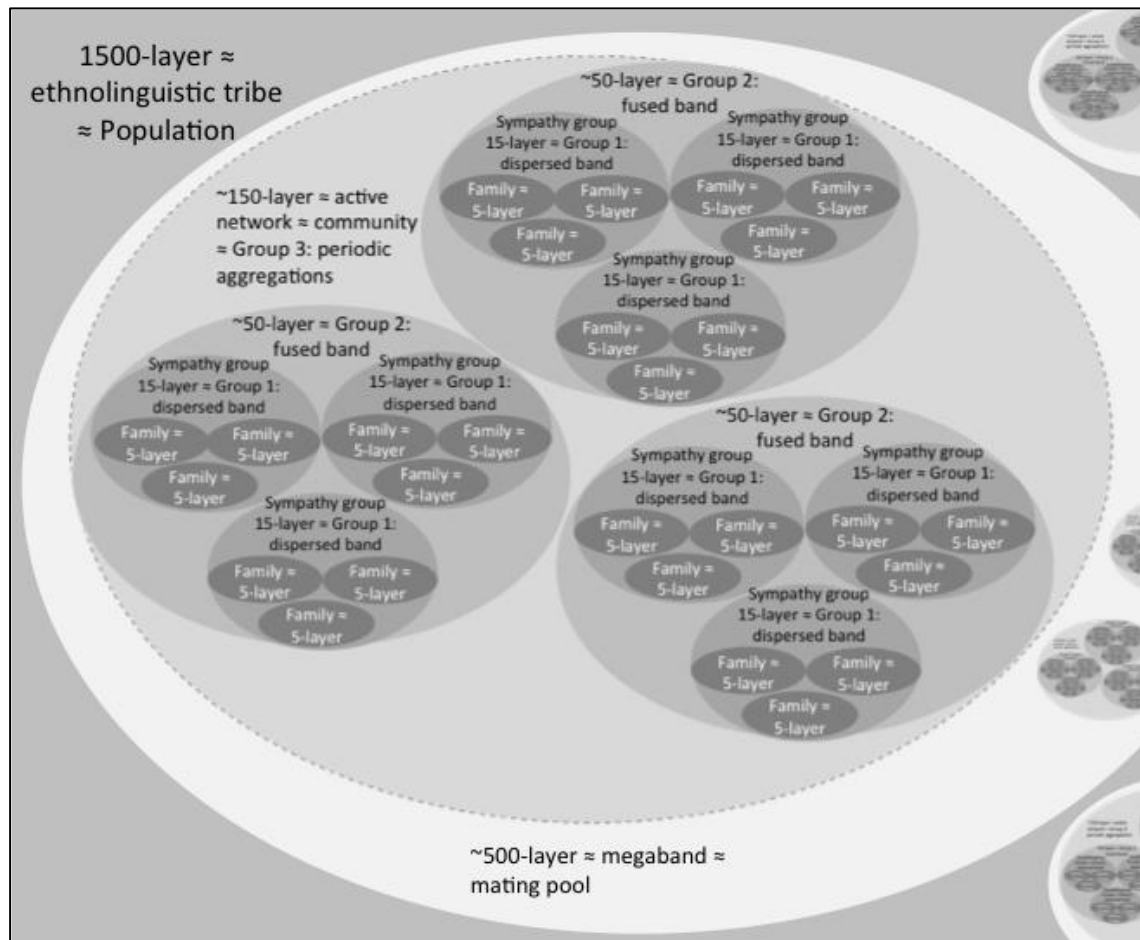 1500-layer ≈
ethnolinguistic tribe
≈ Population
~150-layer ≈ active
network ≈ community
≈ Group 3: periodic
aggregations
~50-layer ≈ Group 2:
fused band
Sympathy group
15-layer ≈ Group 1:
dispersed band
Family ≈
5-layer
Family ≈
5-layer
Family ≈
5-layer
Sympathy group
15-layer ≈ Group 1:
dispersed band
Family ≈
5-layer
Family ≈
5-layer
Family ≈
5-layer
Sympathy group
15-layer ≈ Group 1:
dispersed band
Family ≈
5-layer
Family ≈
5-layer
Family ≈
5-layer
~50-layer ≈ Group 2:
fused band
Sympathy group
15-layer ≈ Group 1:
dispersed band
Family ≈
5-layer
Family ≈
5-layer
Family ≈
5-layer
Sympathy group
15-layer ≈ Group 1:
dispersed band
Family ≈
5-layer
Family ≈
5-layer
Family ≈
5-layer
Sympathy group
15-layer ≈ Group 1:
dispersed band
Family ≈
5-layer
Family ≈
5-layer
Family ≈
5-layer
~50-layer ≈ Group 2:
fused band
Sympathy group
15-layer ≈ Group 1:
dispersed band
Family ≈
5-layer
Family ≈
5-layer
Family ≈
5-layer
Sympathy group
15-layer ≈ Group 1:
dispersed band
Family ≈
5-layer
Family ≈
5-layer
Family ≈
5-layer
Sympathy group
15-layer ≈ Group 1:
dispersed band
Family ≈
5-layer
Family ≈
5-layer
Family ≈
5-layer
~500-layer ≈ megaband ≈
mating pool